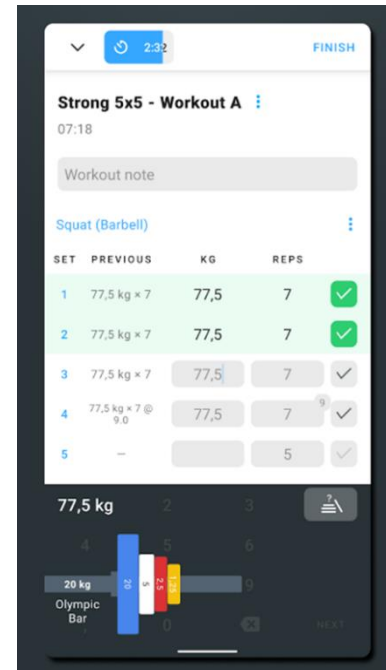 2:32
FINISH
Strong 5x5 - Workout A
07:18
Workout note
Squat (Barbell)
SET PREVIOUS KG REPS
1 77,5 kg × 7 77,5 7
2 77,5 kg × 7 77,5 7
3 77,5 kg × 7 77,5 7
4 77,5 kg × 7 @ 9.0 77,5 7 9
5 – 5
77,5 kg 2 3 ?
4 5 6
20 kg 20 5 2,5 1,25 9
Olympic
Bar
0 NEXT